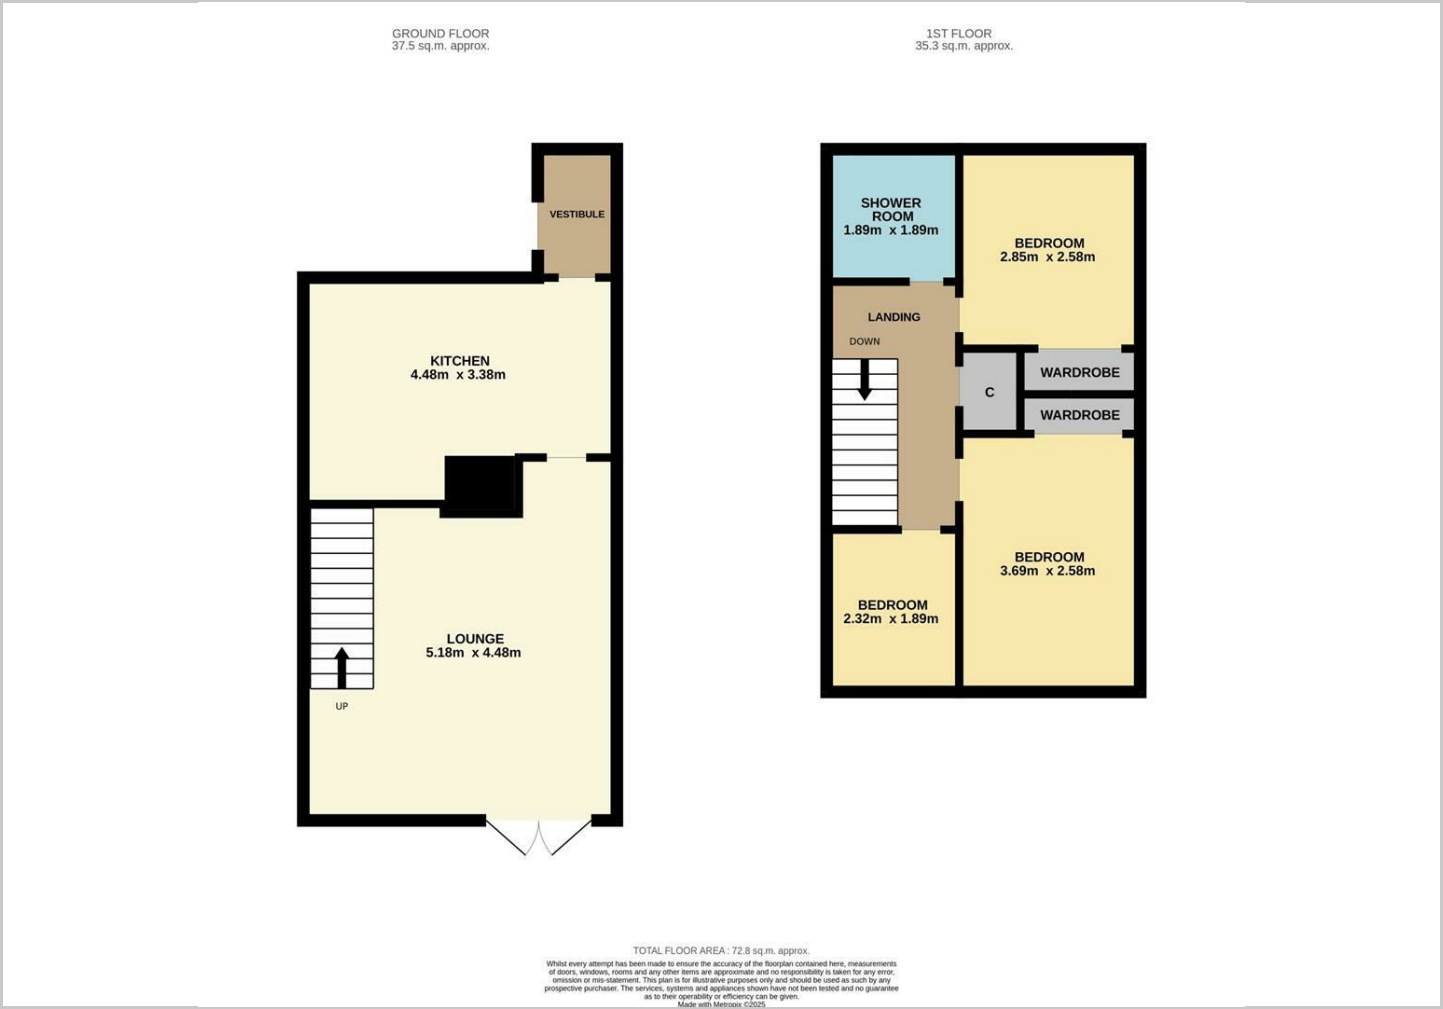 GROUND FLOOR
37.5 sq.m. approx.
1ST FLOOR
35.3 sq.m. approx.
VESTIBULE
KITCHEN
4.48m x 3.38m
LOUNGE
5.18m x 4.48m
UP
SHOWER
ROOM
1.89m x 1.89m
BEDROOM
2.85m x 2.58m
LANDING
DOWN
WARDROBE
C
WARDROBE
BEDROOM
3.69m x 2.58m
BEDROOM
2.32m x 1.89m
TOTAL FLOOR AREA : 72.8 sq.m. approx.
Whilst every attempt has been made to ensure the accuracy of the floorplan contained here, measurements
of doors, windows, rooms and any other items are approximate and no responsibility is taken for any error,
omission or mis-statement. This plan is for illustrative purposes only and should be used as such by any
prospective purchaser. The services, systems and appliances shown have not been tested and no guarantee
as to their operability or efficiency can be given.
Made with Metropix ©2025